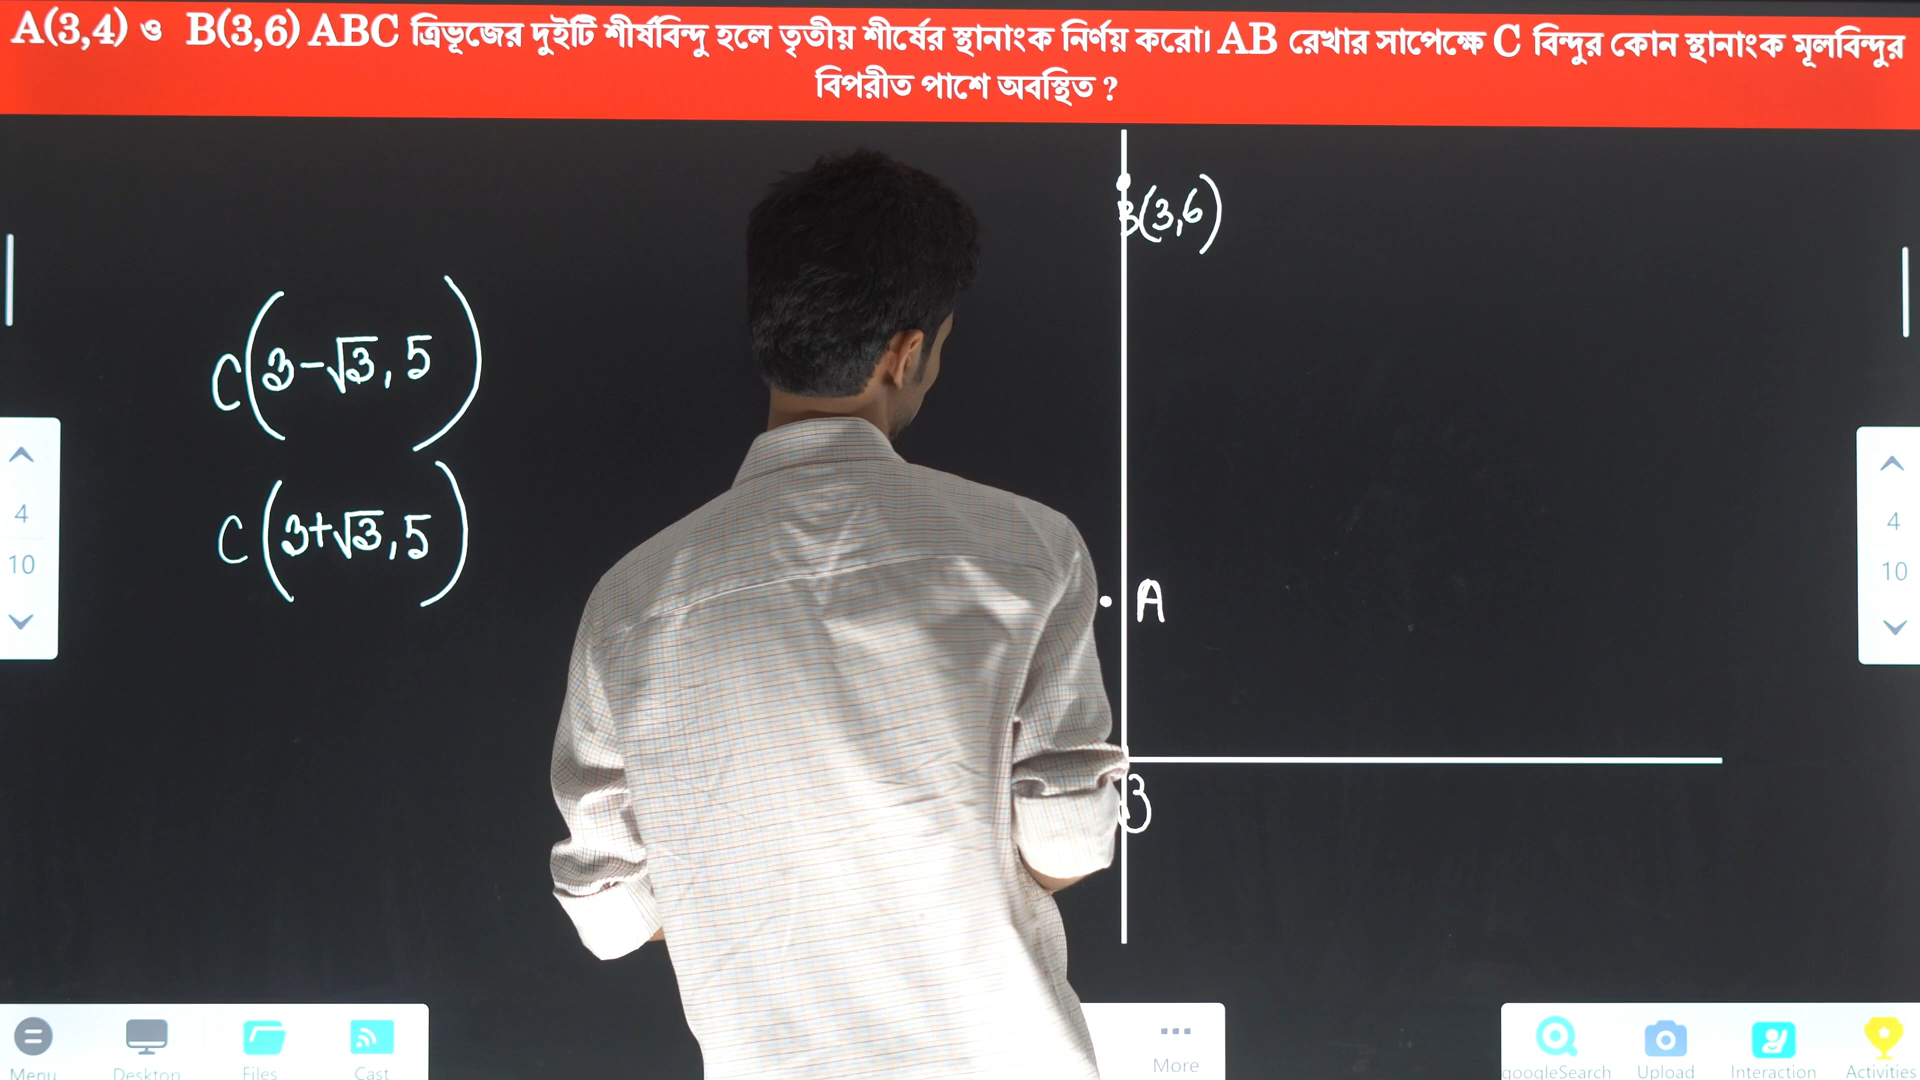 A(3,4) ও B(3,6) ABC ত্রিভূজের দুইটি শীর্ষবিন্দু হলে তৃতীয় শীর্ষের স্থানাংক নির্ণয় করো। AB রেখার সাপেক্ষে C বিন্দুর কোন স্থানাংক মূলবিন্দুর
বিপরীত পাশে অবস্থিত ?
B(3,6)
C(3-√3, 5)
C(3+√3, 5)
A
3
4
10
4
10
Menu Desktop Files Cast More googleSearch Upload Interaction Activities